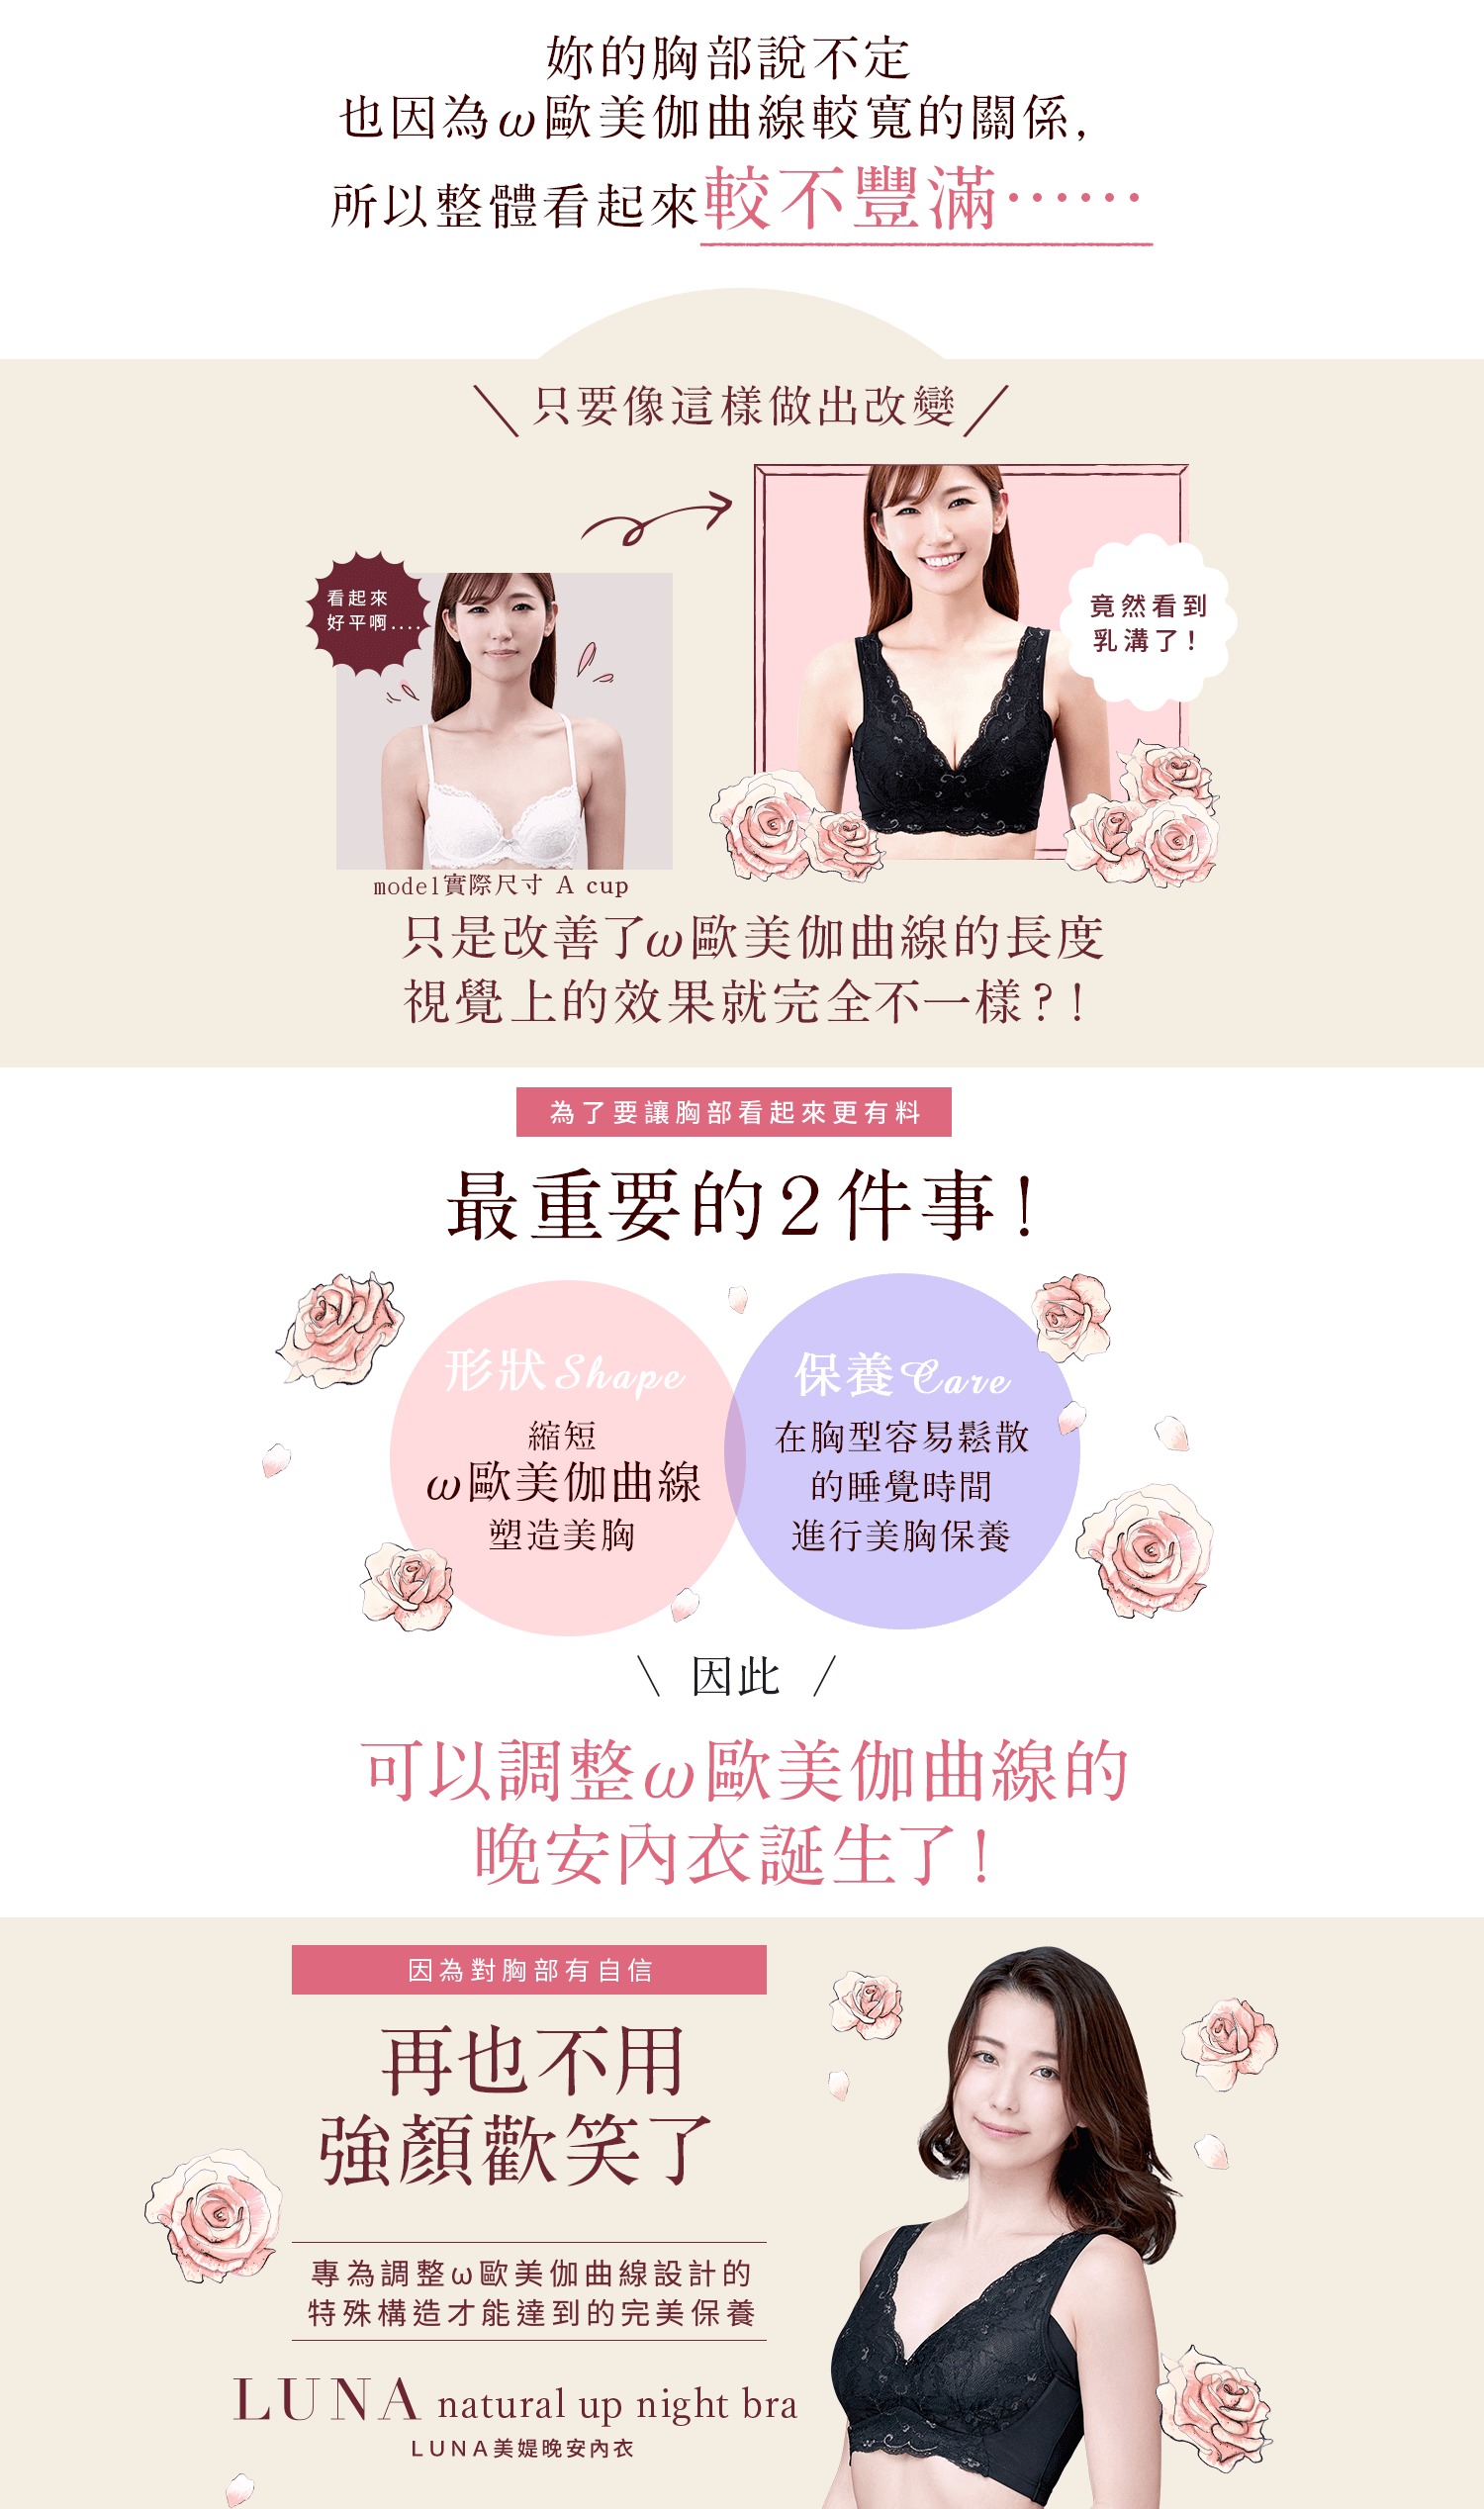 妳的胸部說不定
也因為ω歐美伽曲線較寬的關係,
所以整體看起來較不豐滿⋯⋯
只要像這樣做出改變
看起來
好平啊....
竟然看到
乳溝了!
model實際尺寸 A cup
只是改善了ω歐美伽曲線的長度
視覺上的效果就完全不一樣?!
為了要讓胸部看起來更有料
最重要的2件事!
形狀Shape
縮短
ω歐美伽曲線
塑造美胸
保養Care
在胸型容易鬆散
的睡覺時間
進行美胸保養
因此
可以調整ω歐美伽曲線的
晚安內衣誕生了!
因為對胸部有自信
再也不用
強顏歡笑了
專為調整ω歐美伽曲線設計的
特殊構造才能達到的完美保養
LUNA natural up night bra
LUNA美媞晚安內衣